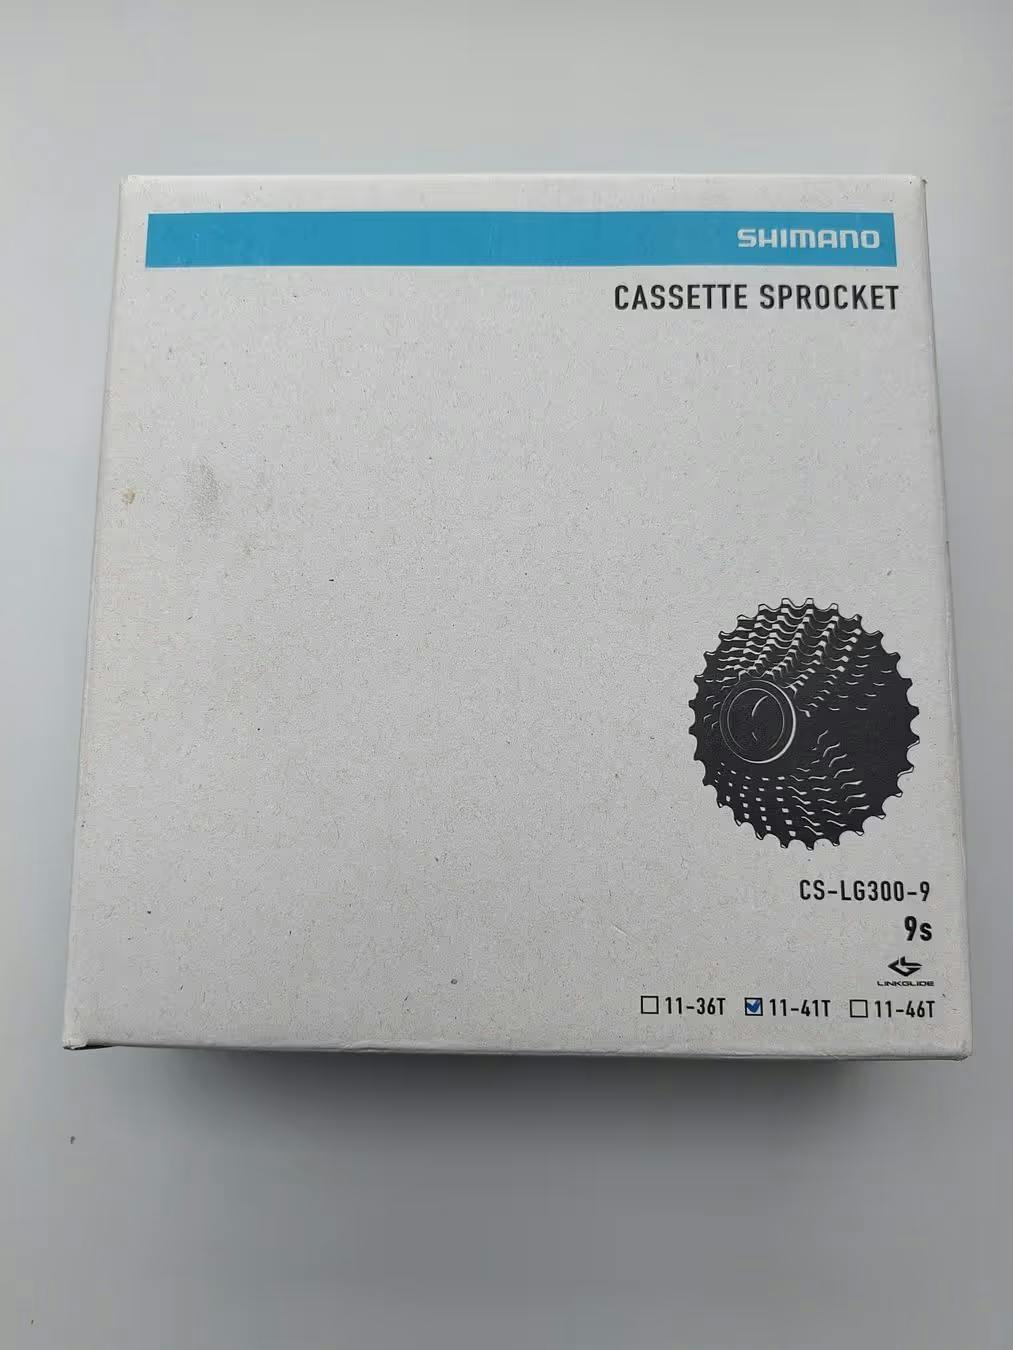 SHIMANO
CASSETTE SPROCKET
CS-LG300-9
9s
LINKGLIDE
11-36T 11-41T 11-46T